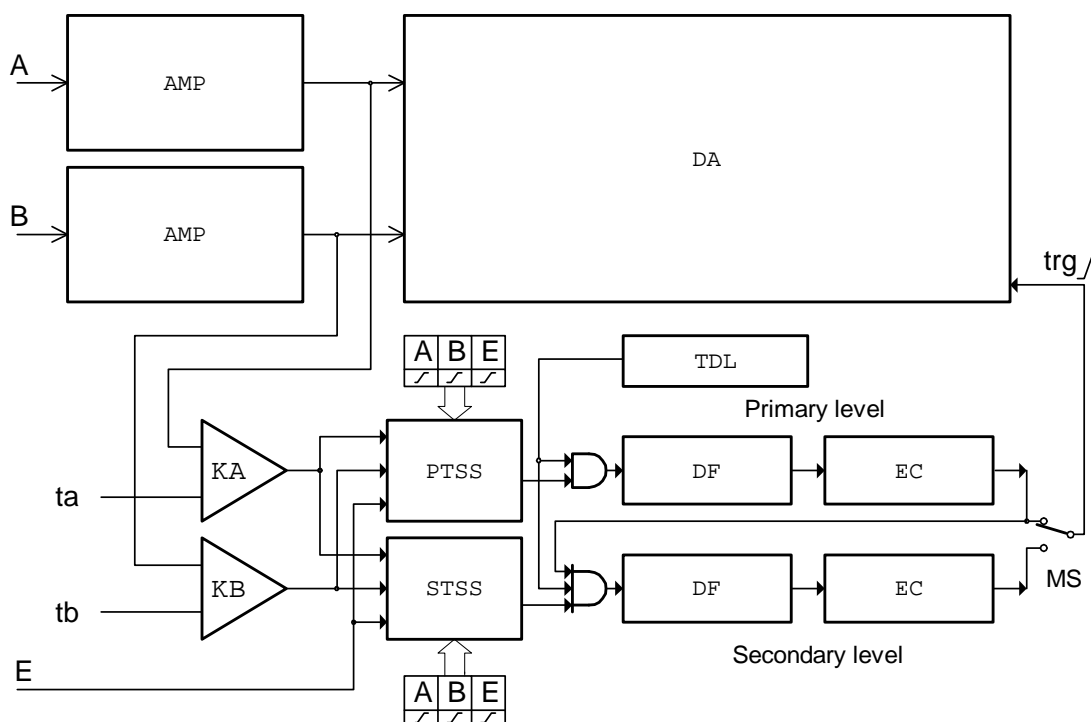 A
AMP
DA
B
AMP
trg
A B E
TDL
Primary level
KA
PTSS
DF
EC
ta
KB
STSS
DF
EC
MS
tb
Secondary level
E
A B E